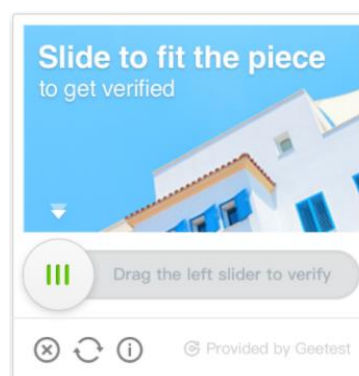 Slide to fit the piece
to get verified
Drag the left slider to verify
Provided by Geetest